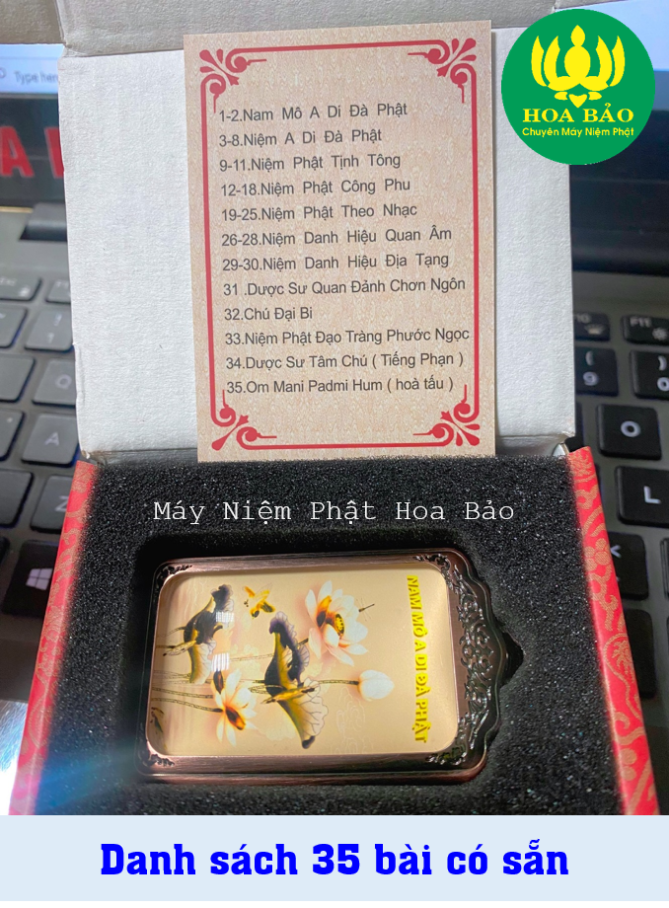 HOA BẢO
Chuyên Máy Niệm Phật
Type her
1-2.Nam Mô A Di Đà Phật
3-8.Niệm A Di Đà Phật
9-11.Niệm Phật Tịnh Tông
12-18.Niệm Phật Công Phu
19-25.Niệm Phật Theo Nhạc
26-28.Niệm Danh Hiệu Quan Âm
29-30.Niệm Danh Hiệu Địa Tạng
31 .Dược Sư Quan Đảnh Chơn Ngôn
32.Chú Đại Bi
33.Niệm Phật Đạo Tràng Phước Ngọc
34.Dược Sư Tâm Chú ( Tiếng Phạn )
35.Om Mani Padmi Hum ( hoà tấu )
Máy Niệm Phật Hoa Bảo
NAM MÔ A DI ĐÀ PHẬT
Danh sách 35 bài có sẵn